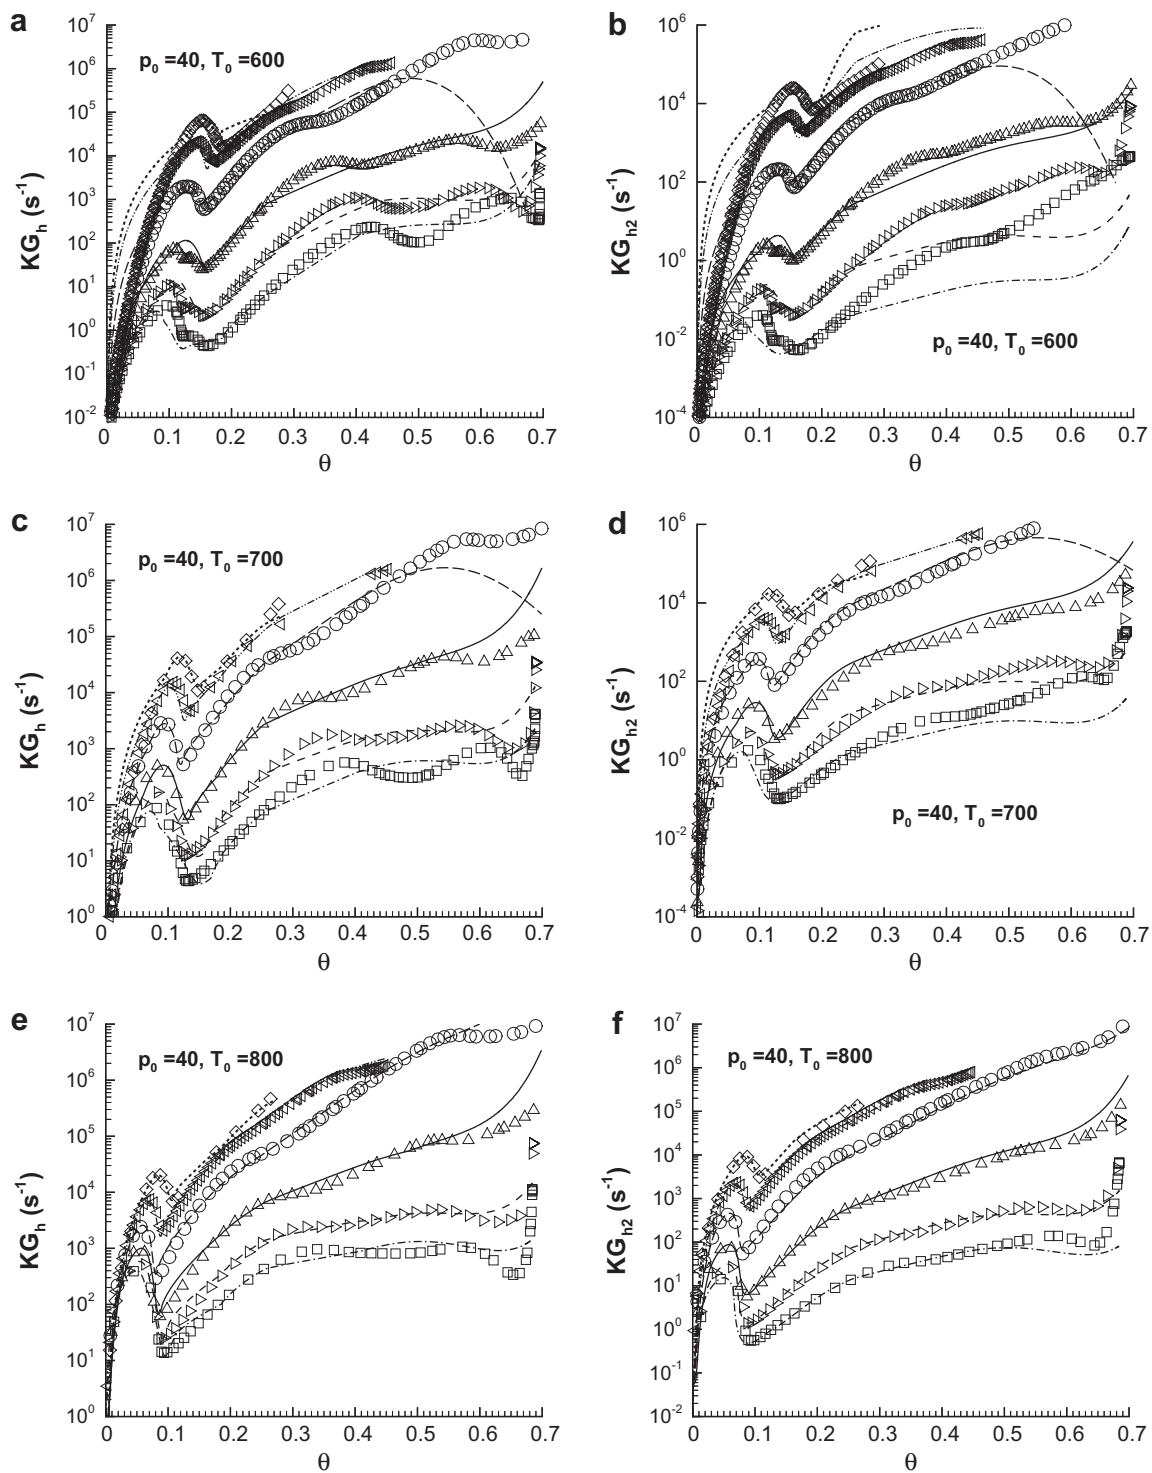 a
p₀ =40, T₀ =600
10⁷
10⁶
10⁵
10⁴
10³
10²
10¹
10⁰
10⁻¹
10⁻²
KGₕ (s⁻¹)
0 0.1 0.2 0.3 0.4 0.5 0.6 0.7
θ
b
10⁶
10⁴
10²
10⁰
10⁻²
10⁻⁴
KGₕ₂ (s⁻¹)
p₀ =40, T₀ =600
0 0.1 0.2 0.3 0.4 0.5 0.6 0.7
θ
c
p₀ =40, T₀ =700
10⁷
10⁶
10⁵
10⁴
10³
10²
10¹
10⁰
KGₕ (s⁻¹)
0 0.1 0.2 0.3 0.4 0.5 0.6 0.7
θ
d
10⁶
10⁴
10²
10⁰
10⁻²
10⁻⁴
KGₕ₂ (s⁻¹)
p₀ =40, T₀ =700
0 0.1 0.2 0.3 0.4 0.5 0.6 0.7
θ
e
p₀ =40, T₀ =800
10⁷
10⁶
10⁵
10⁴
10³
10²
10¹
10⁰
KGₕ (s⁻¹)
0 0.1 0.2 0.3 0.4 0.5 0.6 0.7
θ
f
p₀ =40, T₀ =800
10⁷
10⁶
10⁵
10⁴
10³
10²
10¹
10⁰
10⁻¹
10⁻²
KGₕ₂ (s⁻¹)
0 0.1 0.2 0.3 0.4 0.5 0.6 0.7
θ